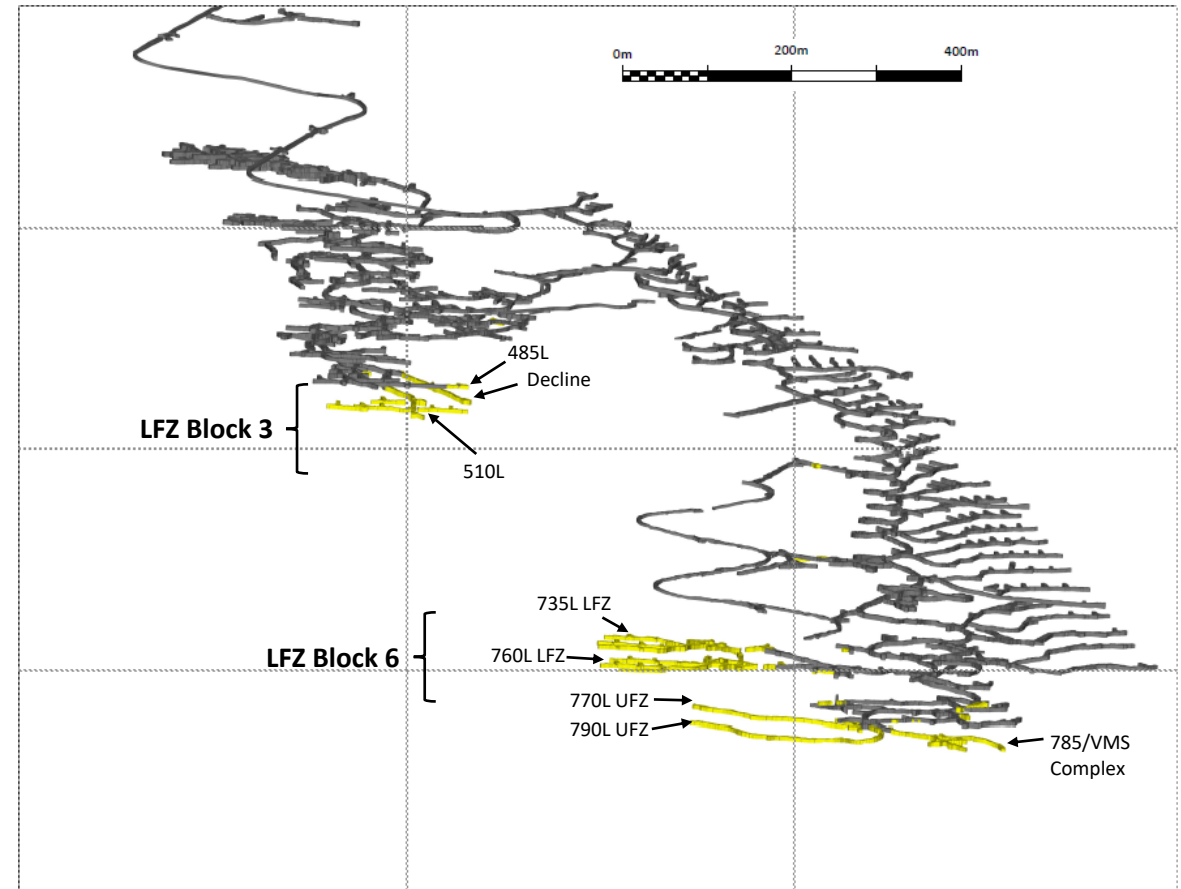 0m
200m
400m
485L
Decline
LFZ Block 3
510L
735L LFZ
LFZ Block 6
760L LFZ
770L UFZ
790L UFZ
785/VMS
Complex